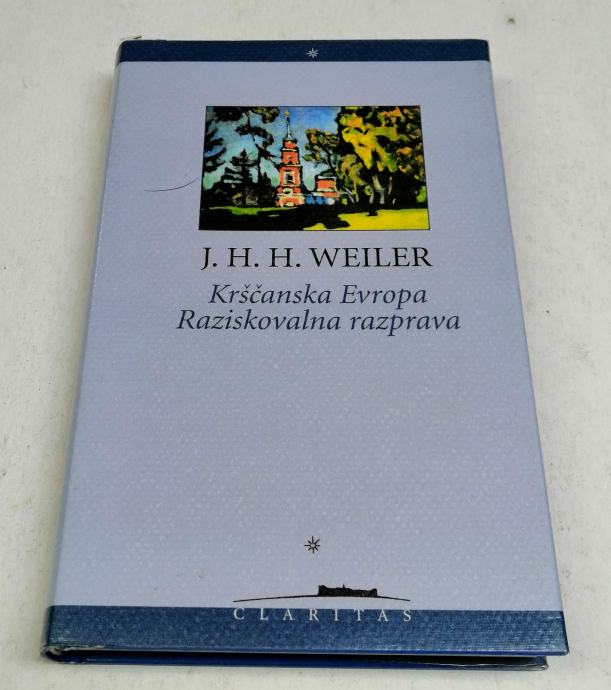 J. H. H. WEILER
Krščanska Evropa
Raziskovalna razprava
CLARITAS